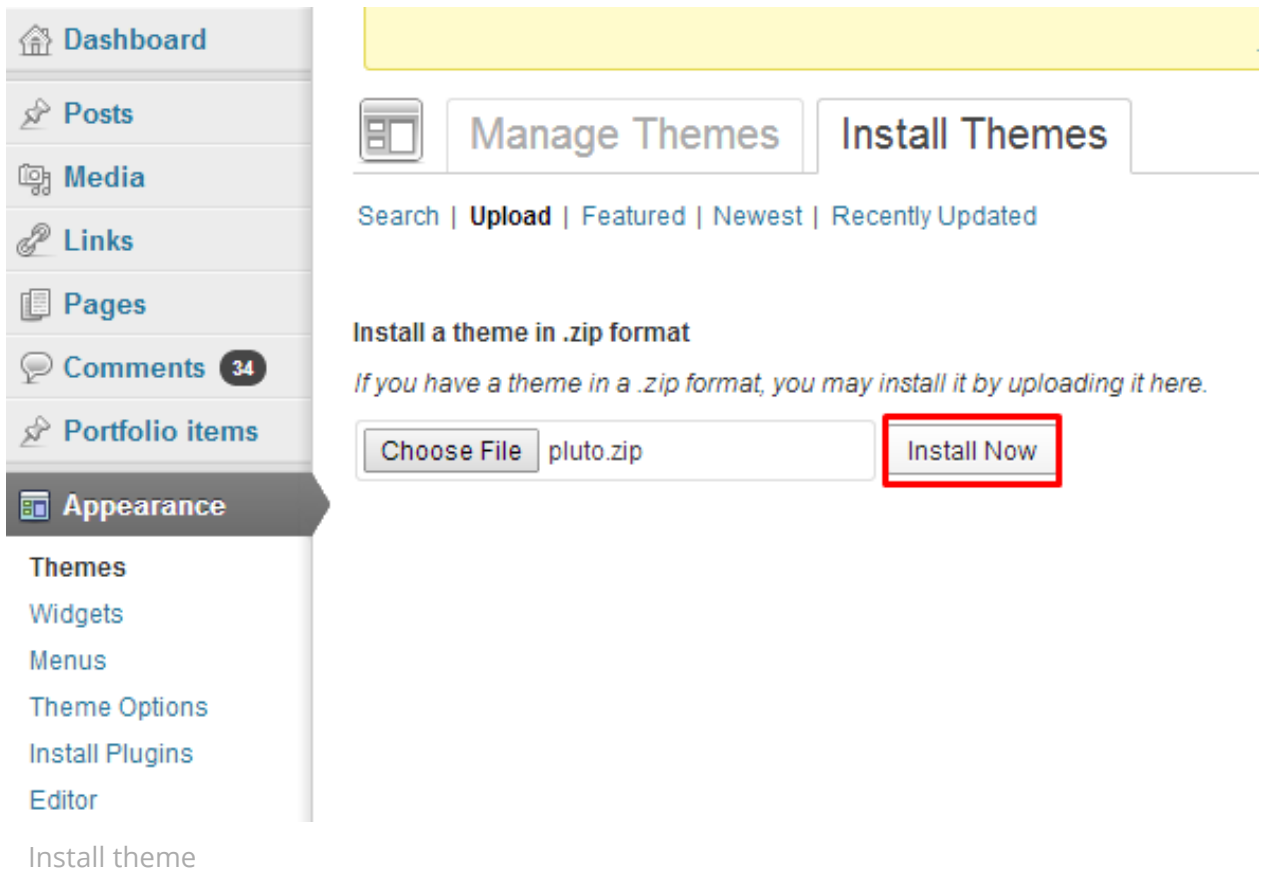 Dashboard
Posts
Media
Links
Pages
Comments 34
Portfolio items
Appearance
Themes
Widgets
Menus
Theme Options
Install Plugins
Editor
Manage Themes
Install Themes
Search | Upload | Featured | Newest | Recently Updated
Install a theme in .zip format
If you have a theme in a .zip format, you may install it by uploading it here.
Choose File pluto.zip Install Now
Install theme